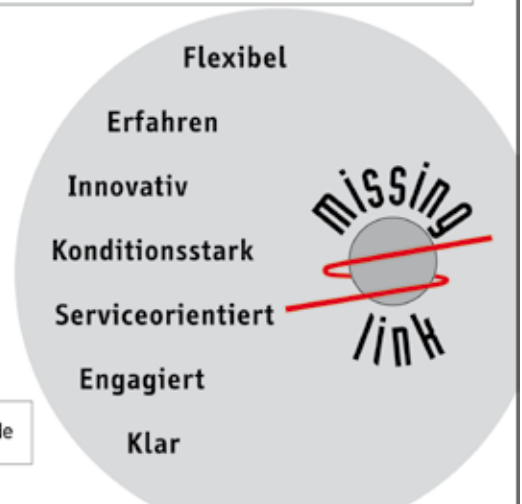 Flexibel
Erfahren
Innovativ
missing
Konditionsstark
Serviceorientiert
link
Engagiert
Klar